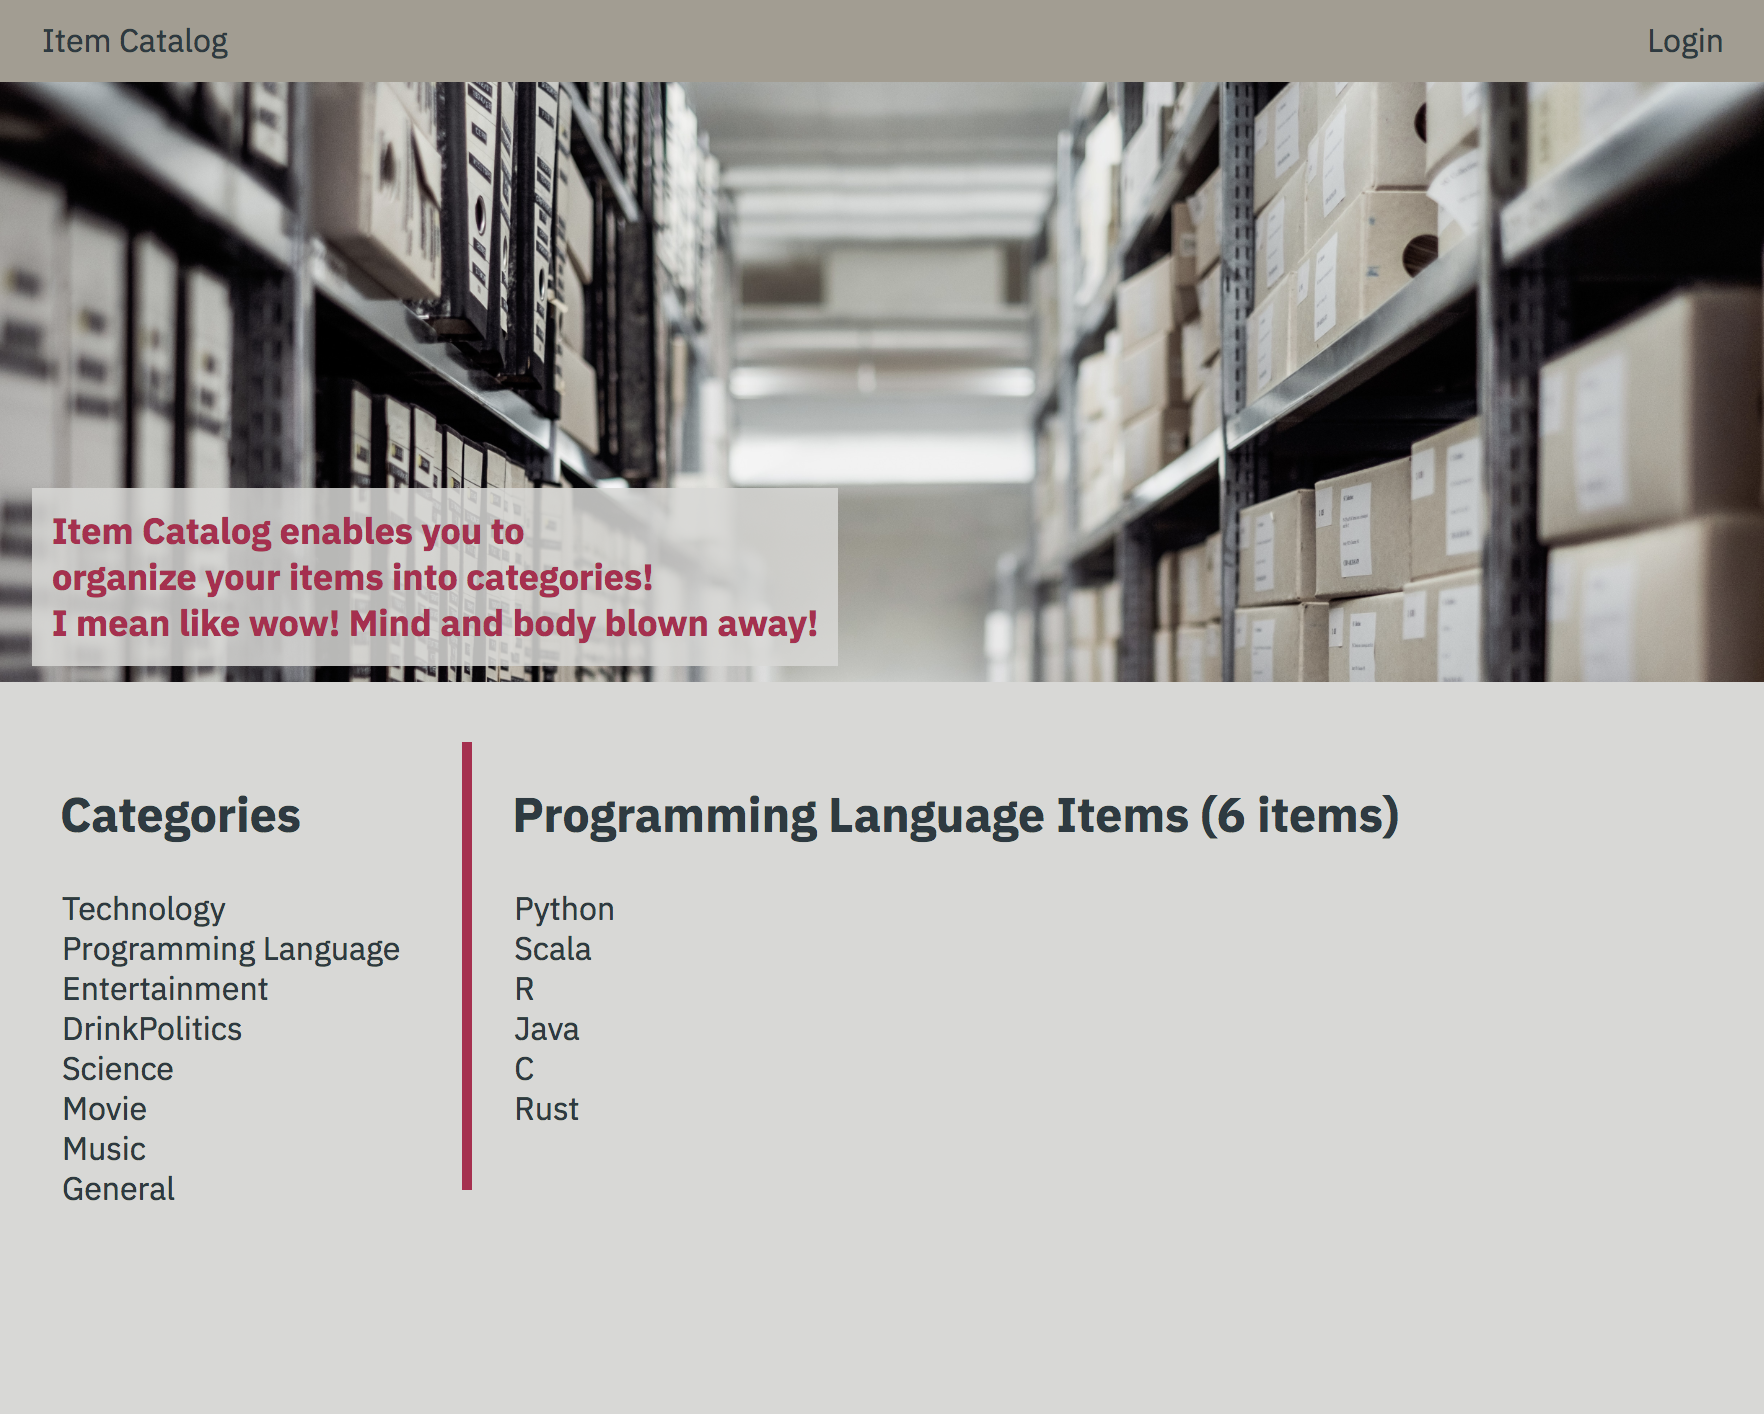 Item Catalog
Login
Item Catalog enables you to
organize your items into categories!
I mean like wow! Mind and body blown away!
Categories
Technology
Programming Language
Entertainment
DrinkPolitics
Science
Movie
Music
General
Programming Language Items (6 items)
Python
Scala
R
Java
C
Rust